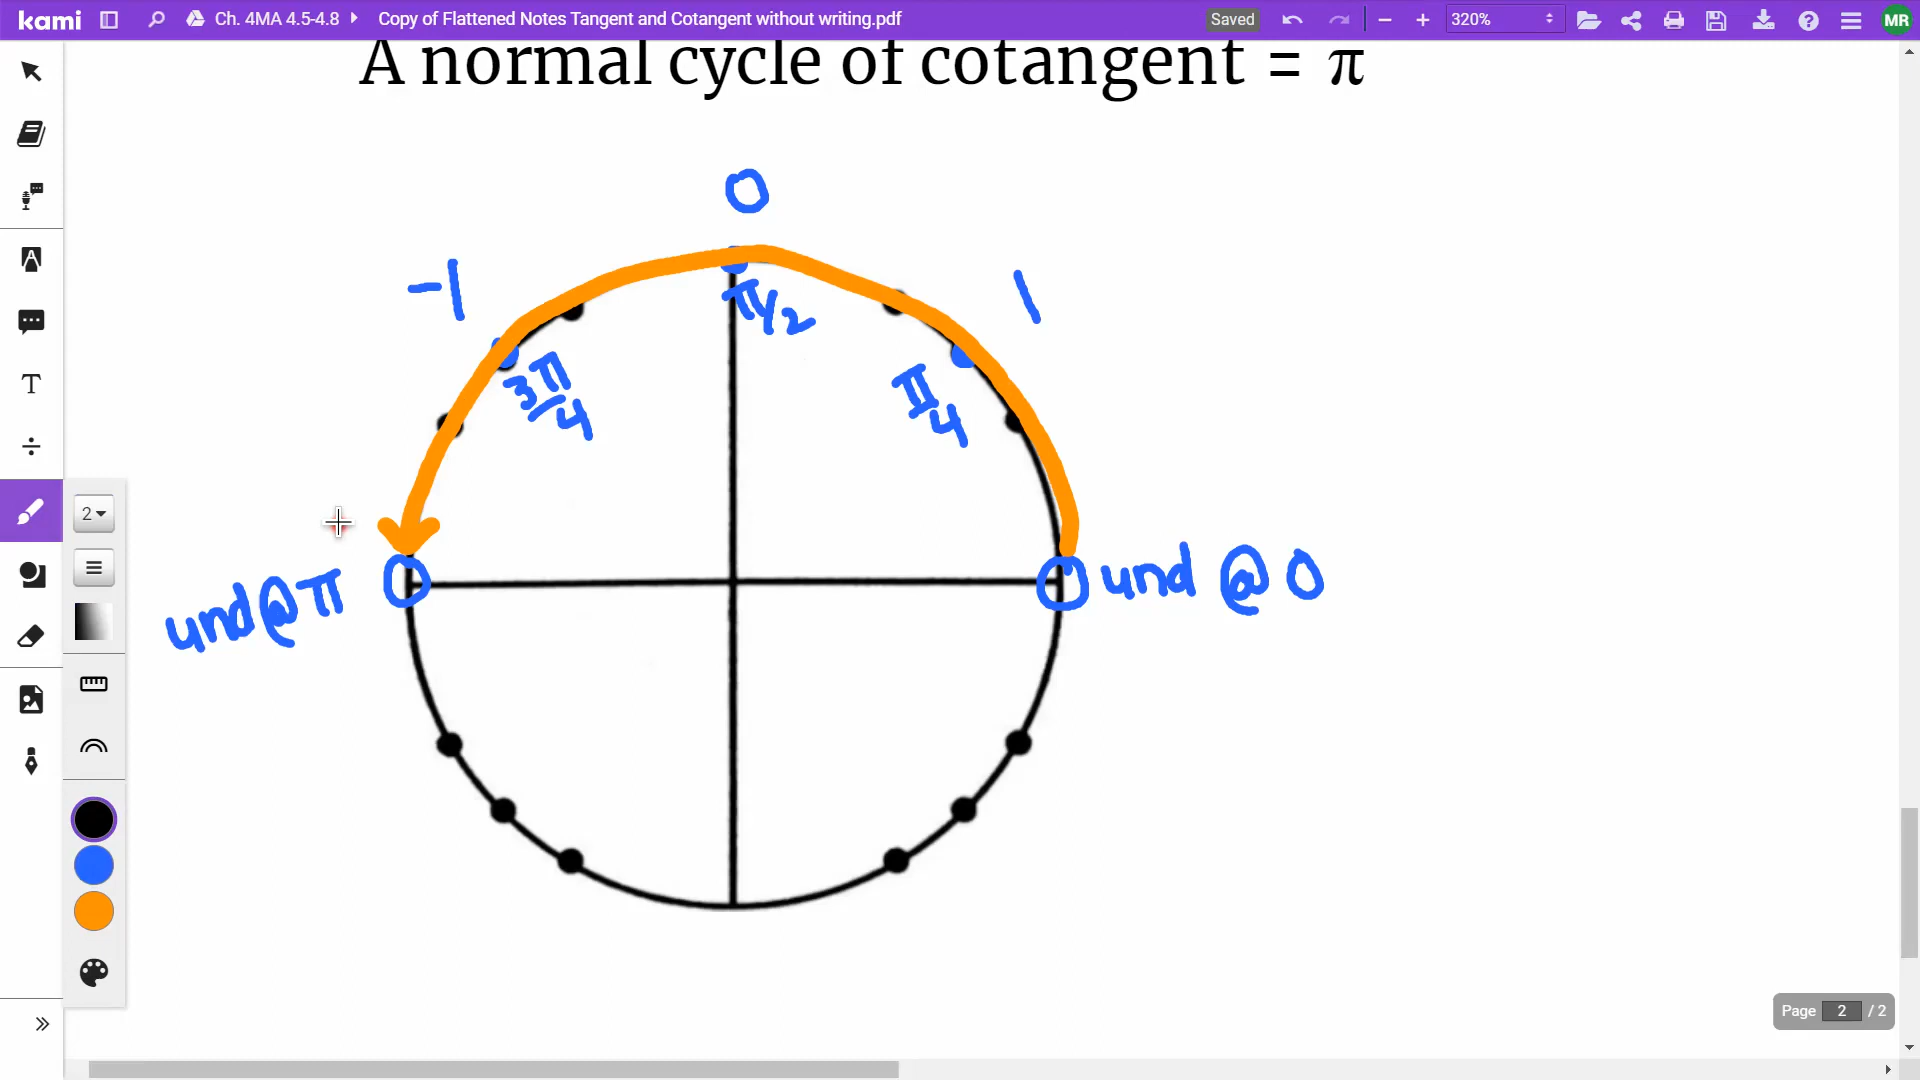 kami Ch. 4MA 4.5-4.8 Copy of Flattened Notes Tangent and Cotangent without writing.pdf Saved 320% MR
A normal cycle of cotangent = π
0
-1
1
π/2
3π/4
π/4
2
und @ π
und @ 0
T
Page 2 / 2